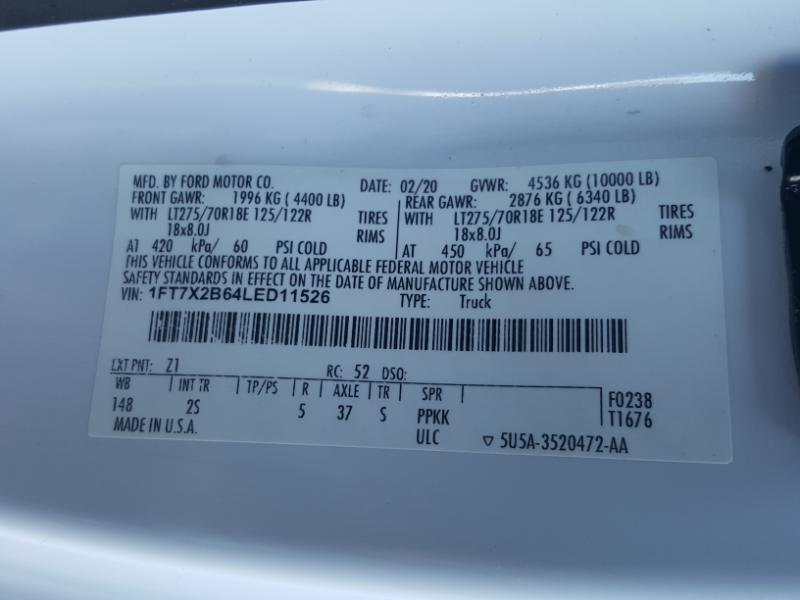 MFD. BY FORD MOTOR CO. DATE: 02/20 GVWR: 4536 KG (10000 LB)
FRONT GAWR: 1996 KG ( 4400 LB) REAR GAWR: 2876 KG ( 6340 LB)
WITH LT275/70R18E 125/122R TIRES WITH LT275/70R18E 125/122R TIRES
18x8.0J RIMS 18x8.0J RIMS
AT 420 kPa/ 60 PSI COLD AT 450 kPa/ 65 PSI COLD
THIS VEHICLE CONFORMS TO ALL APPLICABLE FEDERAL MOTOR VEHICLE
SAFETY STANDARDS IN EFFECT ON THE DATE OF MANUFACTURE SHOWN ABOVE.
VIN: 1FT7X2B64LED11526 TYPE: Truck
EXT PNT: Z1 RC: 52 DSO:
WB INT TR TP/PS R AXLE TR SPR F0238
148 2S 5 37 S PPKK T1676
MADE IN U.S.A. ULC ▽ 5U5A-3520472-AA